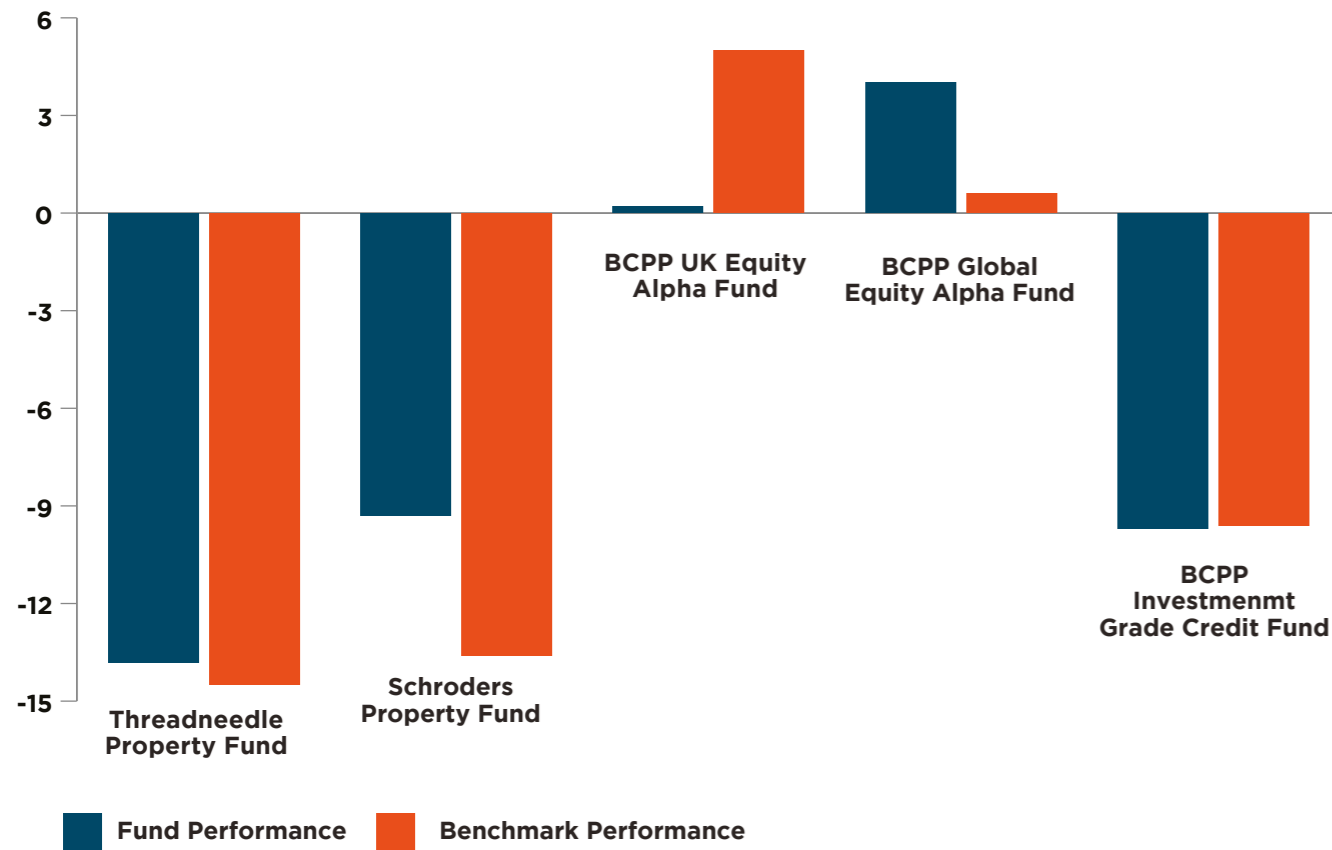 6
3
0
-3
-6
-9
-12
-15
Threadneedle
Property Fund
Schroders
Property Fund
BCPP UK Equity
Alpha Fund
BCPP Global
Equity Alpha Fund
BCPP
Investmenmt
Grade Credit Fund
Fund Performance
Benchmark Performance